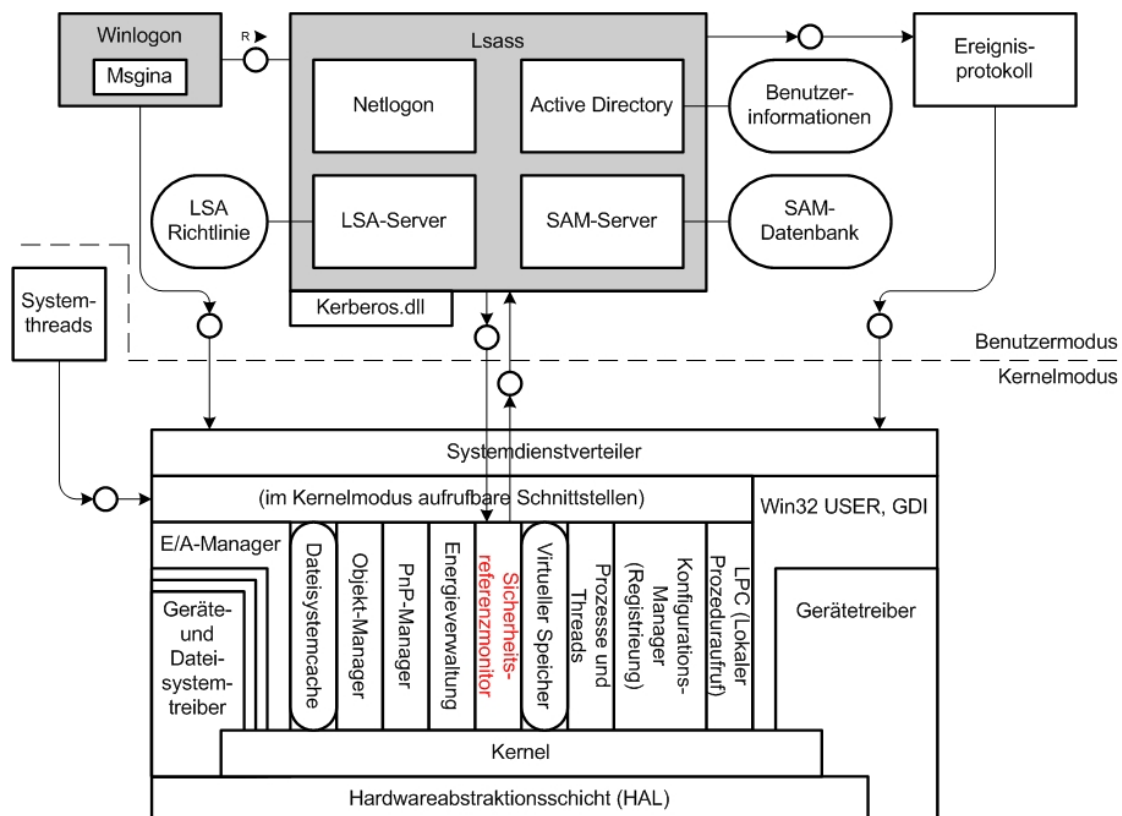 Winlogon
Msgina
R
Lsass
Netlogon
Active Directory
LSA-Server
SAM-Server
Kerberos.dll
Ereignis-
protokoll
Benutzer-
informationen
LSA
Richtlinie
SAM-
Datenbank
System-
threads
Benutzermodus
Kernelmodus
Systemdienstverteiler
(im Kernelmodus aufrufbare Schnittstellen)
Win32 USER, GDI
E/A-Manager
Geräte-
und
Datei-
system-
treiber
Dateisystemcache
Objekt-Manager
PnP-Manager
Energieverwaltung
Sicherheits-
referenzmonitor
Virtueller Speicher
Prozesse und
Threads
Konfigurations-
Manager
(Registrieung)
LPC (Lokaler
Prozeduraufruf)
Gerätetreiber
Kernel
Hardwareabstraktionsschicht (HAL)